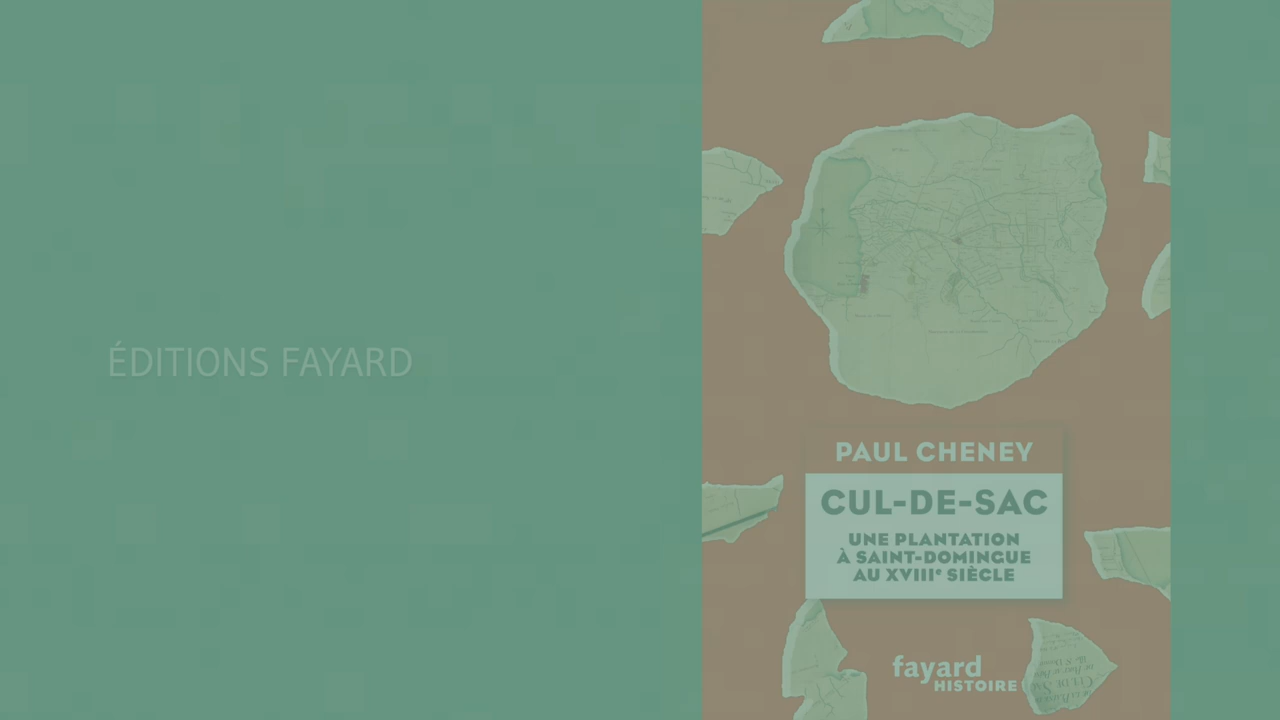 ÉDITIONS FAYARD
PAUL CHENEY
CUL-DE-SAC
UNE PLANTATION
À SAINT-DOMINGUE
AU XVIIIᵉ SIÈCLE
fayard
HISTOIRE